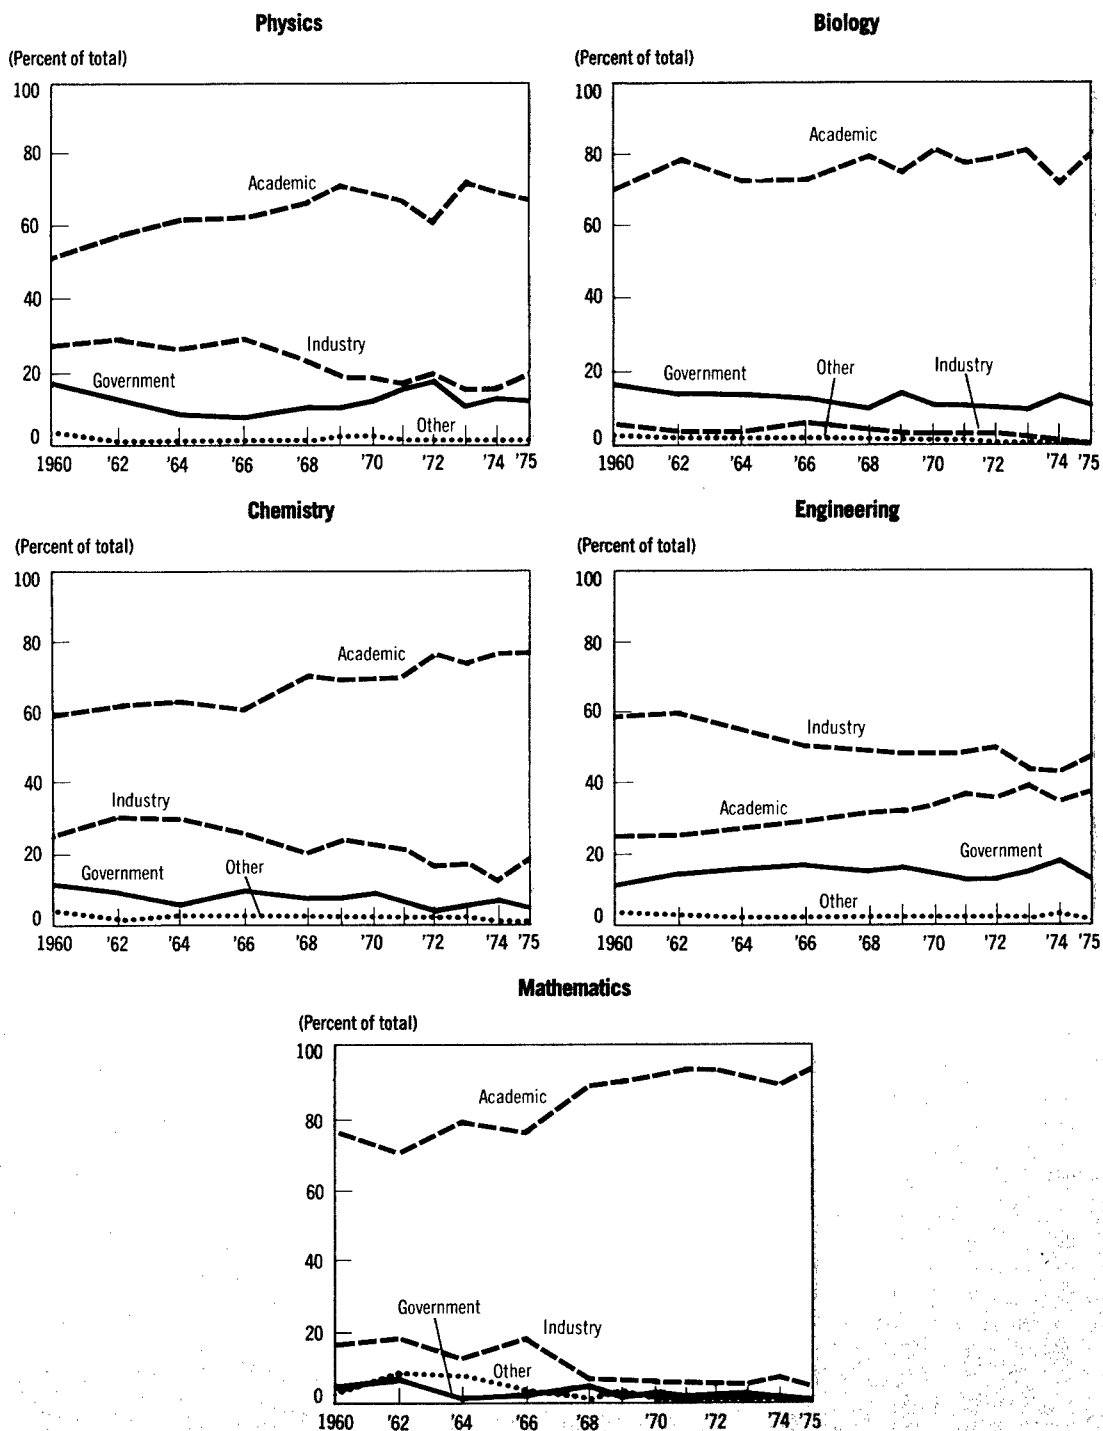 Physics
(Percent of total)
100
80
60
40
20
0
Academic
Industry
Government
Other
1960 '62 '64 '66 '68 '70 '72 '74 '75
Biology
(Percent of total)
100
80
60
40
20
0
Academic
Government
Other
Industry
1960 '62 '64 '66 '68 '70 '72 '74 '75
Chemistry
(Percent of total)
100
80
60
40
20
0
Academic
Industry
Government
Other
1960 '62 '64 '66 '68 '70 '72 '74 '75
Engineering
(Percent of total)
100
80
60
40
20
0
Industry
Academic
Government
Other
1960 '62 '64 '66 '68 '70 '72 '74 '75
Mathematics
(Percent of total)
100
80
60
40
20
0
Academic
Government
Industry
Other
1960 '62 '64 '66 '68 '70 '72 '74 '75